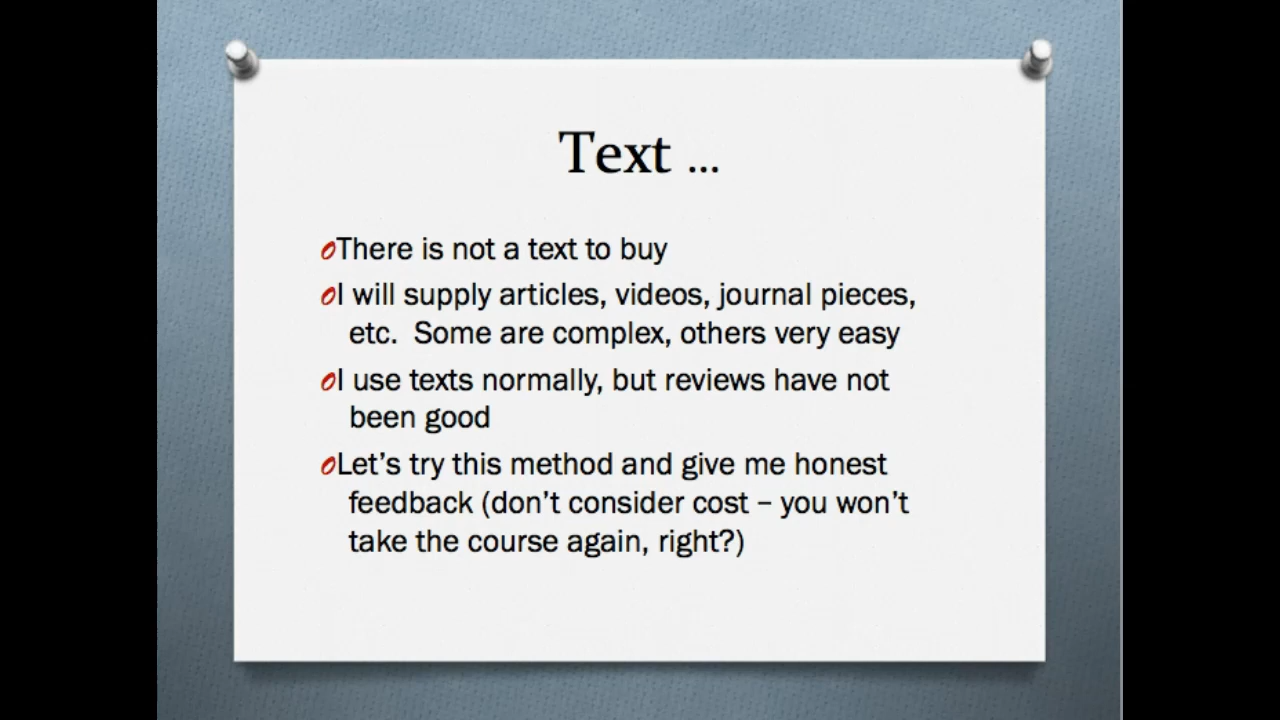 Text ...
There is not a text to buy
I will supply articles, videos, journal pieces,
etc.  Some are complex, others very easy
I use texts normally, but reviews have not
been good
Let’s try this method and give me honest
feedback (don’t consider cost – you won’t
take the course again, right?)